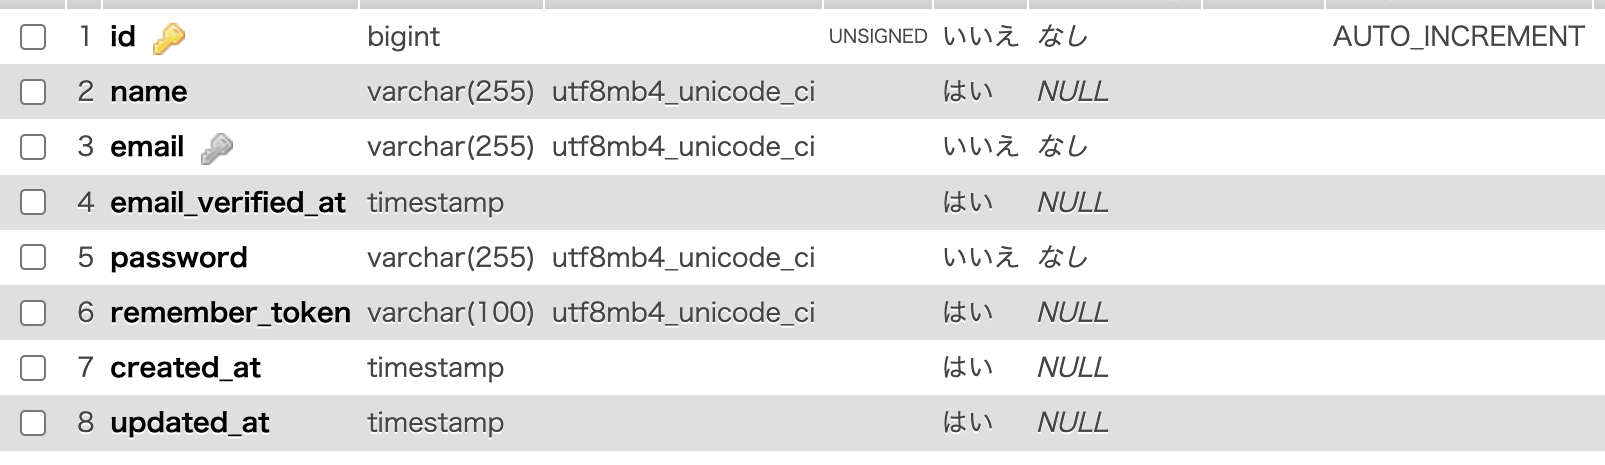 1 id bigint UNSIGNED いいえ なし AUTO_INCREMENT
2 name varchar(255) utf8mb4_unicode_ci はい NULL
3 email varchar(255) utf8mb4_unicode_ci いいえ なし
4 email_verified_at timestamp はい NULL
5 password varchar(255) utf8mb4_unicode_ci いいえ なし
6 remember_token varchar(100) utf8mb4_unicode_ci はい NULL
7 created_at timestamp はい NULL
8 updated_at timestamp はい NULL